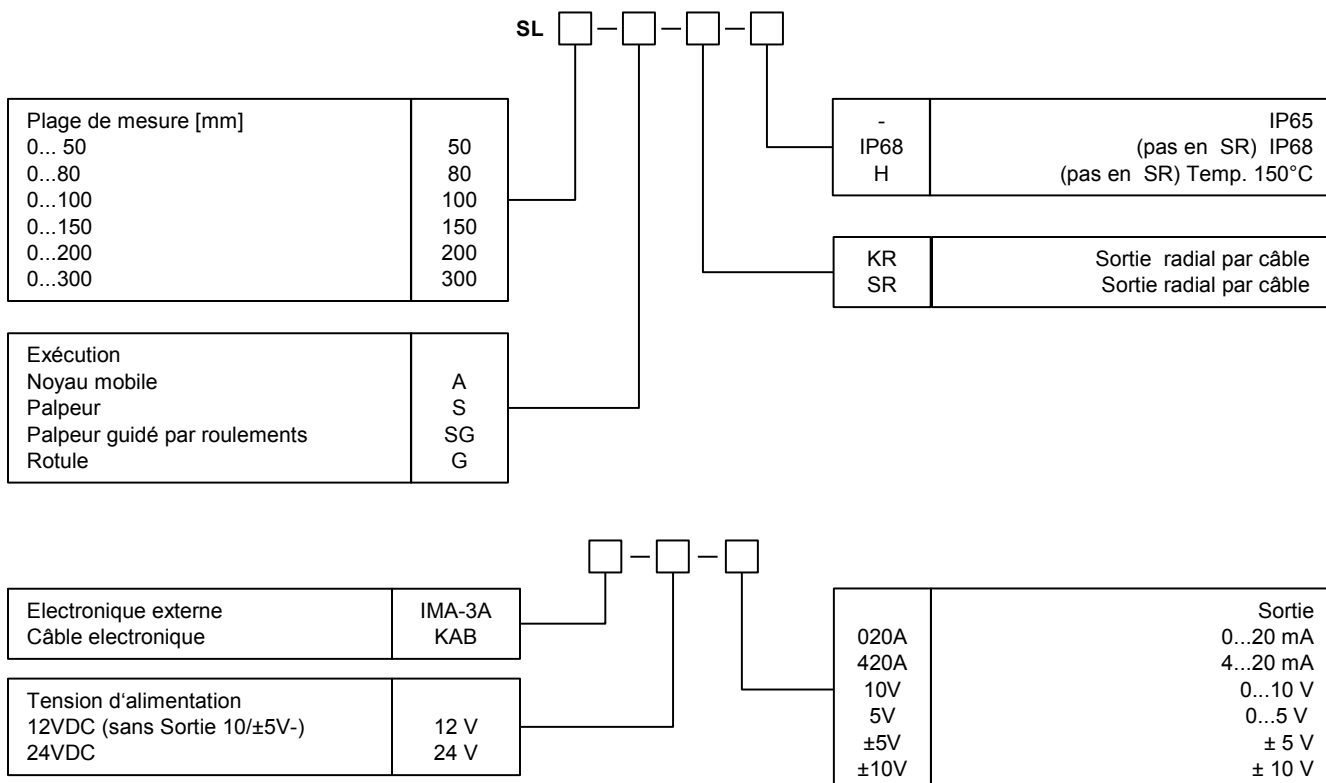 SL
Plage de mesure [mm]
0... 50 50
0...80 80
0...100 100
0...150 150
0...200 200
0...300 300
- IP65
IP68 (pas en SR) IP68
H (pas en SR) Temp. 150°C
KR Sortie radial par câble
SR Sortie radial par câble
Exécution
Noyau mobile A
Palpeur S
Palpeur guidé par roulements SG
Rotule G
Electronique externe IMA-3A
Câble electronique KAB
Tension d‘alimentation
12VDC (sans Sortie 10/±5V-) 12 V
24VDC 24 V
Sortie
020A 0...20 mA
420A 4...20 mA
10V 0...10 V
5V 0...5 V
±5V ± 5 V
±10V ± 10 V